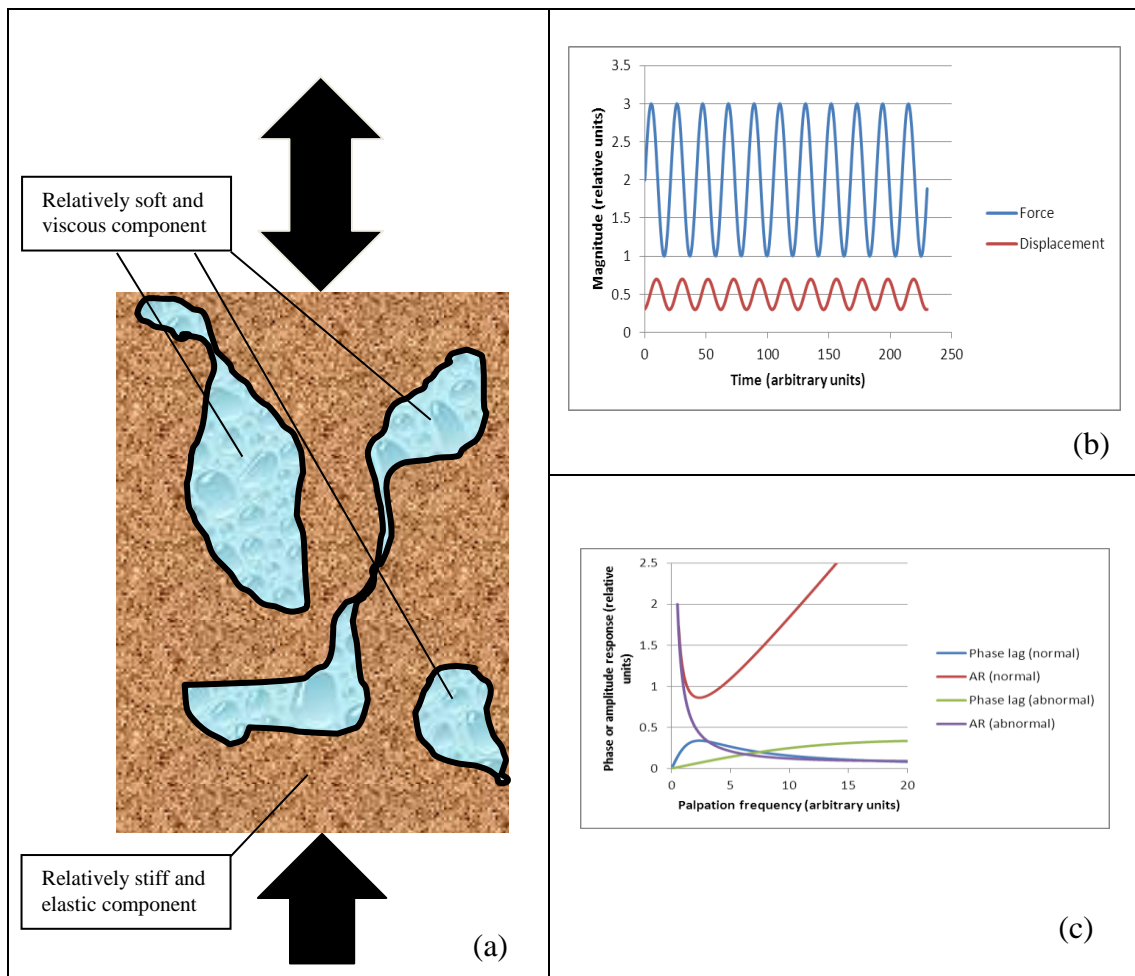 Relatively soft and
viscous component
Relatively stiff and
elastic component
(a)
Magnitude (relative units)
3.5
3
2.5
2
1.5
1
0.5
0
0
50
100
150
200
250
Time (arbitrary units)
Force
Displacement
(b)
Phase or amplitude response (relative
units)
2.5
2
1.5
1
0.5
0
0
5
10
15
20
Palpation frequency (arbitrary units)
Phase lag (normal)
AR (normal)
Phase lag (abnormal)
AR (abnormal)
(c)